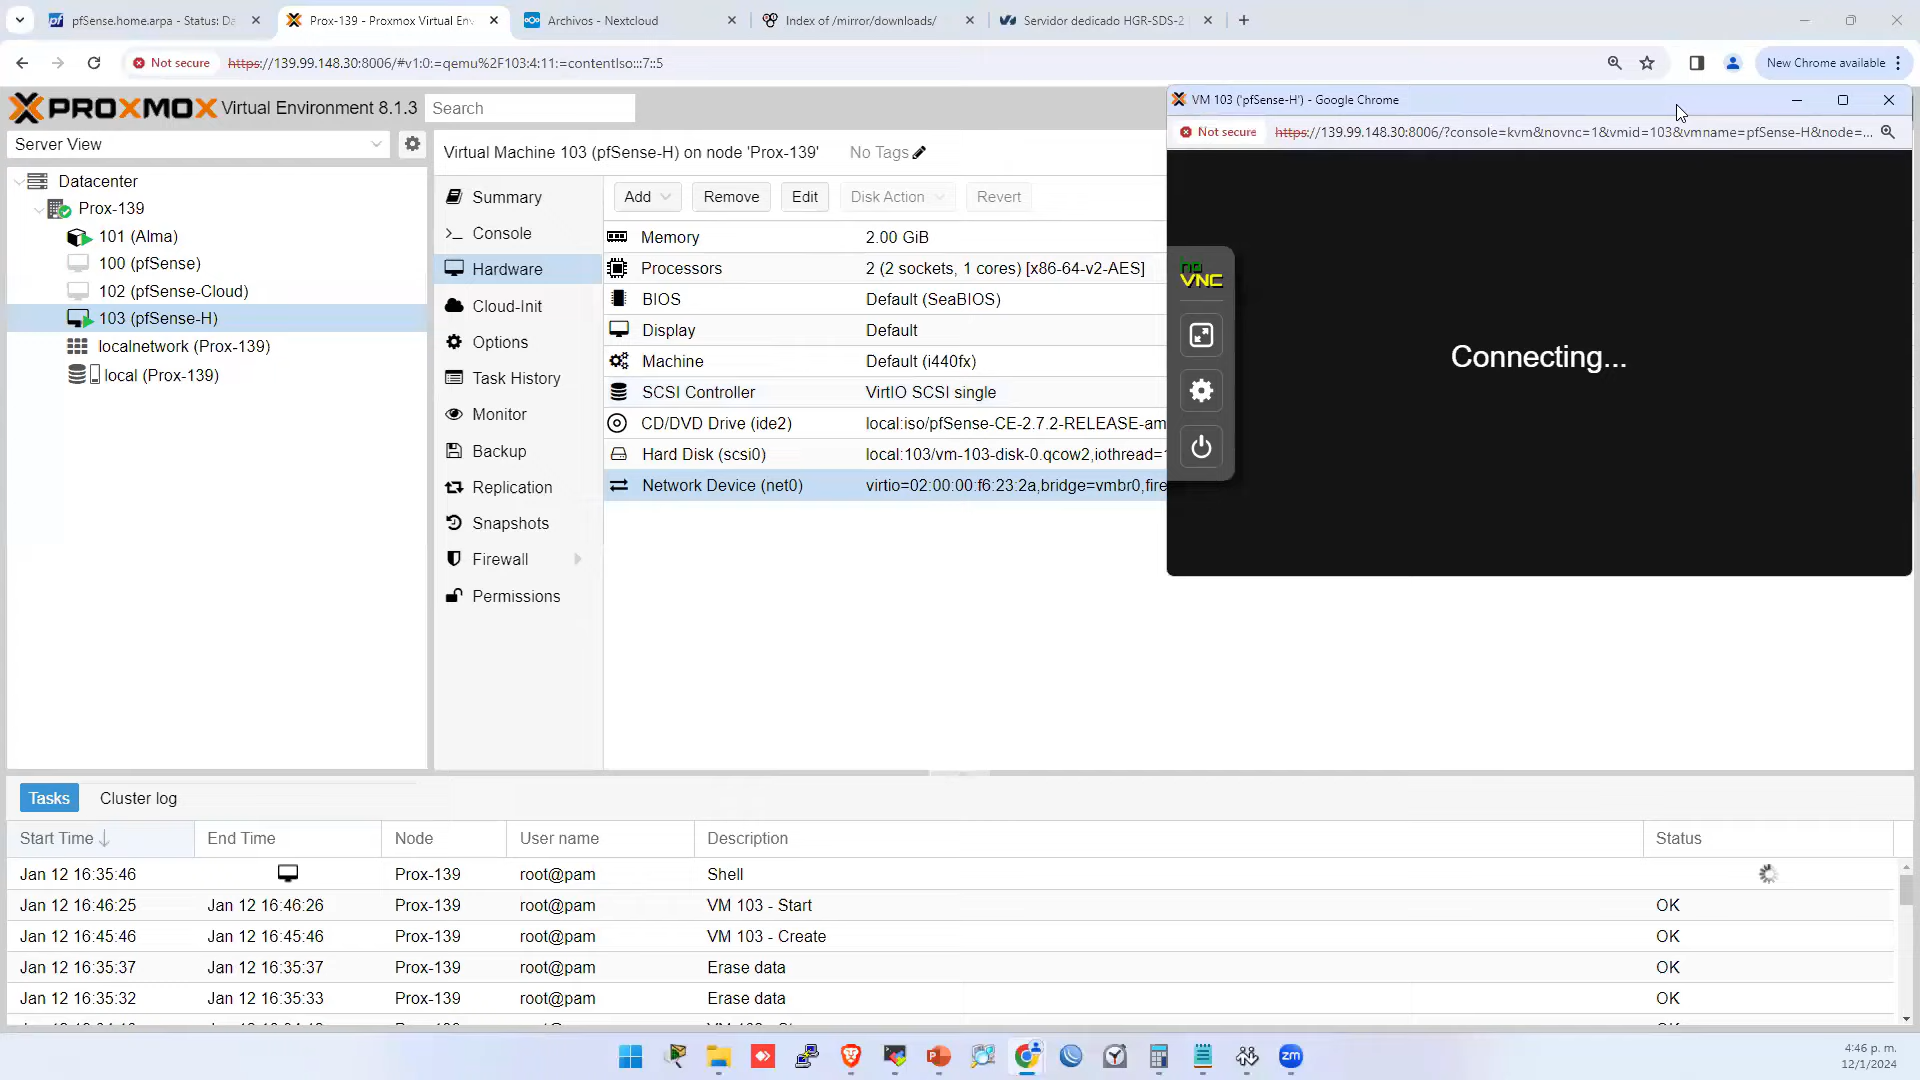 pfSense.home.arpa - Status: Da
Prox-139 - Proxmox Virtual Env
Archivos - Nextcloud
Index of /mirror/downloads/
Servidor dedicado HGR-SDS-2
Not secure
https://139.99.148.30:8006/#v1:0:=qemu%2F103:4:11:=contentIso:::7::5
New Chrome available
PROXMOX Virtual Environment 8.1.3
Search
VM 103 ('pfSense-H') - Google Chrome
Not secure
https://139.99.148.30:8006/?console=kvm&novnc=1&vmid=103&vmname=pfSense-H&node=...
Server View
Virtual Machine 103 (pfSense-H) on node 'Prox-139'
No Tags
Datacenter
Prox-139
101 (Alma)
100 (pfSense)
102 (pfSense-Cloud)
103 (pfSense-H)
localnetwork (Prox-139)
local (Prox-139)
Summary
Console
Hardware
Cloud-Init
Options
Task History
Monitor
Backup
Replication
Snapshots
Firewall
Permissions
Add
Remove
Edit
Disk Action
Revert
Memory 2.00 GiB
Processors 2 (2 sockets, 1 cores) [x86-64-v2-AES]
BIOS Default (SeaBIOS)
Display Default
Machine Default (i440fx)
SCSI Controller VirtIO SCSI single
CD/DVD Drive (ide2) local:iso/pfSense-CE-2.7.2-RELEASE-am
Hard Disk (scsi0) local:103/vm-103-disk-0.qcow2,iothread=
Network Device (net0) virtio=02:00:00:f6:23:2a,bridge=vmbr0,fire
no
VNC
Connecting...
Tasks
Cluster log
Start Time End Time Node User name Description Status
Jan 12 16:35:46 Prox-139 root@pam Shell
Jan 12 16:46:25 Jan 12 16:46:26 Prox-139 root@pam VM 103 - Start OK
Jan 12 16:45:46 Jan 12 16:45:46 Prox-139 root@pam VM 103 - Create OK
Jan 12 16:35:37 Jan 12 16:35:37 Prox-139 root@pam Erase data OK
Jan 12 16:35:32 Jan 12 16:35:33 Prox-139 root@pam Erase data OK
zm
4:46 p. m.
12/1/2024